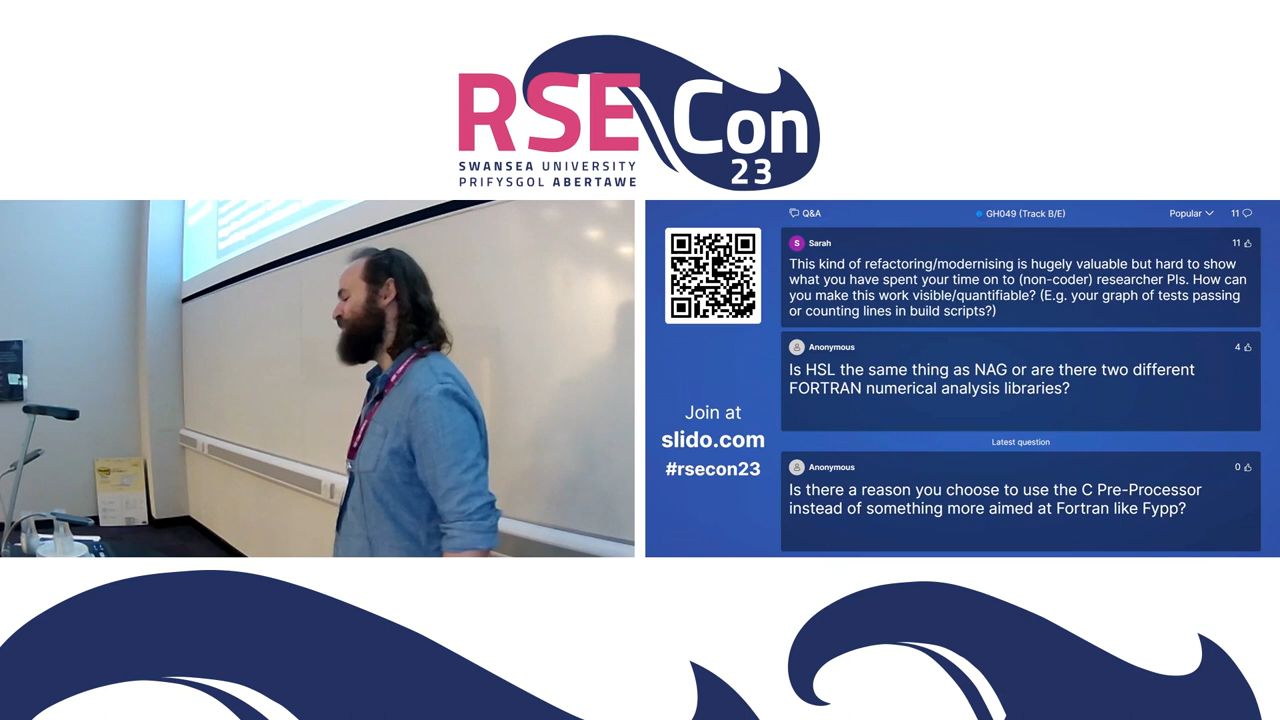 RSE Con
23
SWANSEA UNIVERSITY
PRIFYSGOL ABERTAWE
Q&A
GH049 (Track B/E)
Popular
11
S
Sarah
11
This kind of refactoring/modernising is hugely valuable but hard to show
what you have spent your time on to (non-coder) researcher PIs. How can
you make this work visible/quantifiable? (E.g. your graph of tests passing
or counting lines in build scripts?)
Anonymous
4
Is HSL the same thing as NAG or are there two different
FORTRAN numerical analysis libraries?
Join at
slido.com
#rsecon23
Latest question
Anonymous
0
Is there a reason you choose to use the C Pre-Processor
instead of something more aimed at Fortran like Fypp?